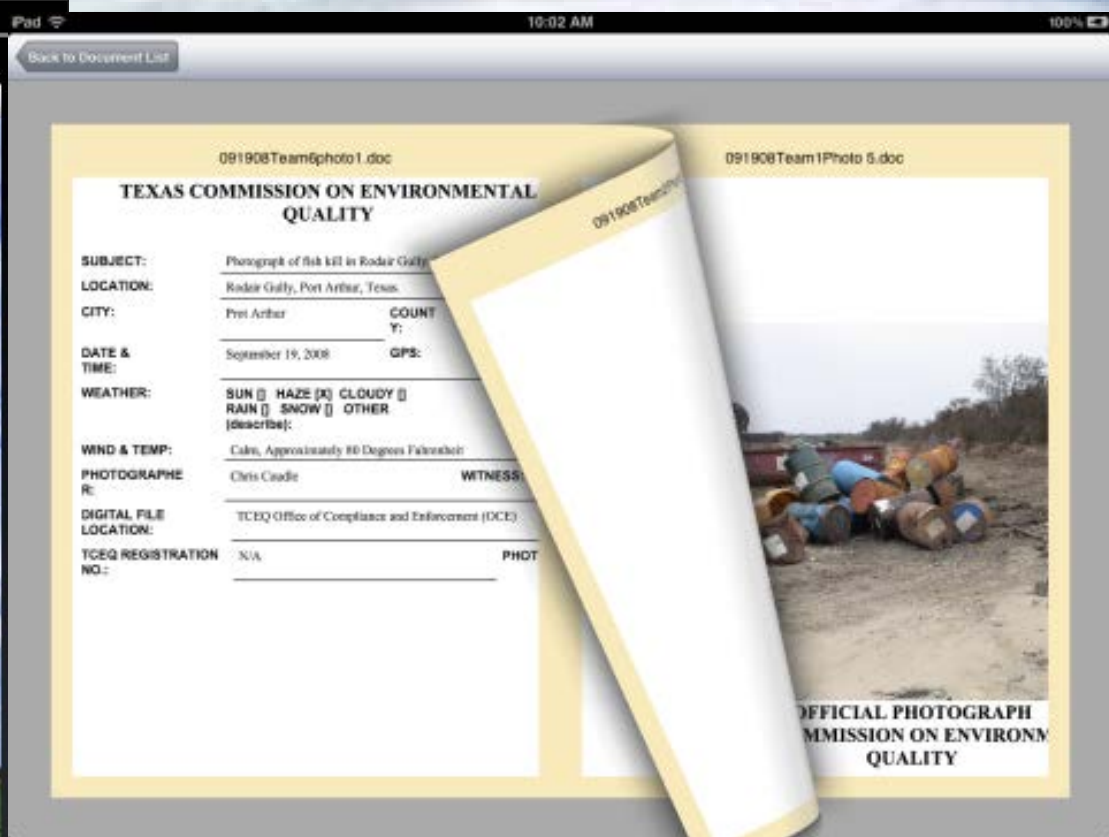 iPad
10:02 AM
100%
Back to Document List
091908Team6photo1.doc
TEXAS COMMISSION ON ENVIRONMENTAL
QUALITY
SUBJECT: Photograph of fish kill in Rodair Gully
LOCATION: Rodair Gully, Port Arthur, Texas
CITY: Pret Arthur COUNT
Y:
DATE & September 19, 2008 GPS:
TIME:
WEATHER: SUN [] HAZE [X] CLOUDY []
RAIN [] SNOW [] OTHER
(describe):
WIND & TEMP: Calm, Approximately 80 Degrees Fahrenheit
PHOTOGRAPHE Chris Caudle WITNESS:
R:
DIGITAL FILE TCEQ Office of Compliance and Enforcement (OCE)
LOCATION:
TCEQ REGISTRATION N/A PHOT
NO.:
091908Team
091908Team1Photo 5.doc
OFFICIAL PHOTOGRAPH
MMISSION ON ENVIRONM
QUALITY